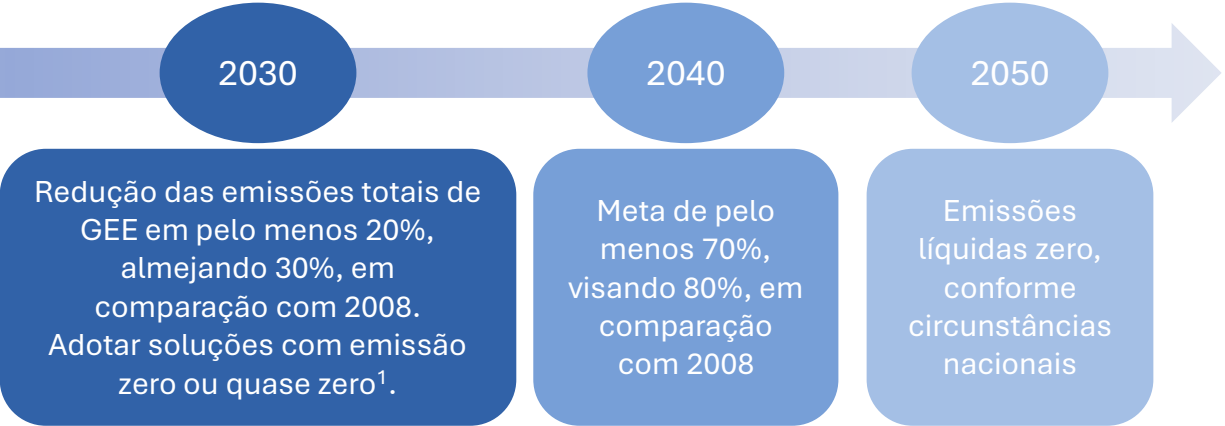 2030
2040
2050
Redução das emissões totais de
GEE em pelo menos 20%,
almejando 30%, em
comparação com 2008.
Adotar soluções com emissão
zero ou quase zero¹.
Meta de pelo
menos 70%,
visando 80%, em
comparação
com 2008
Emissões
líquidas zero,
conforme
circunstâncias
nacionais